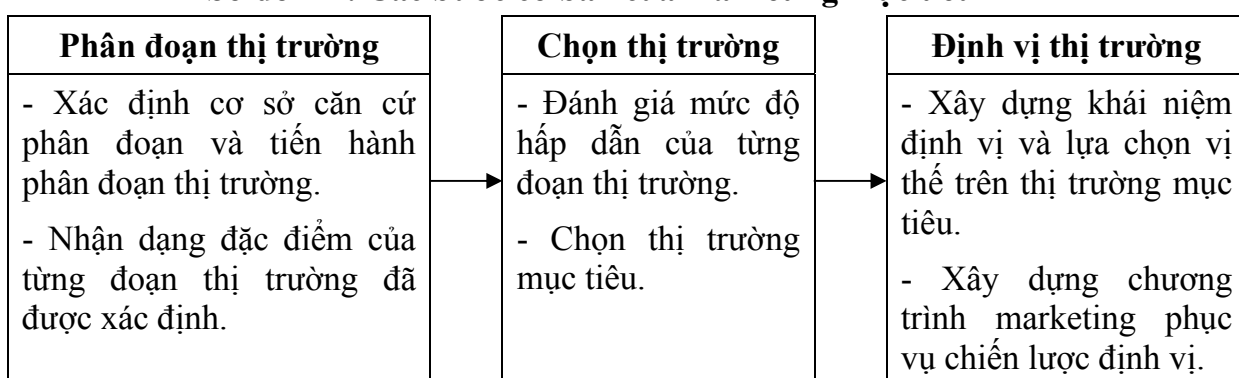 Phân đoạn thị trường
- Xác định cơ sở căn cứ
phân đoạn và tiến hành
phân đoạn thị trường.
- Nhận dạng đặc điểm của
từng đoạn thị trường đã
được xác định.
Chọn thị trường
- Đánh giá mức độ
hấp dẫn của từng
đoạn thị trường.
- Chọn thị trường
mục tiêu.
Định vị thị trường
- Xây dựng khái niệm
định vị và lựa chọn vị
thế trên thị trường mục
tiêu.
- Xây dựng chương
trình marketing phục
vụ chiến lược định vị.